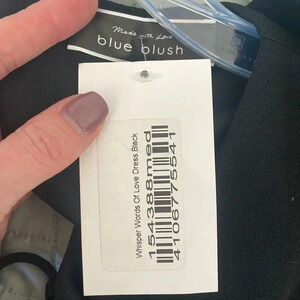 Made with Love
blue blush
Whisper Words Of Love Dress Black
154388med
4106775541